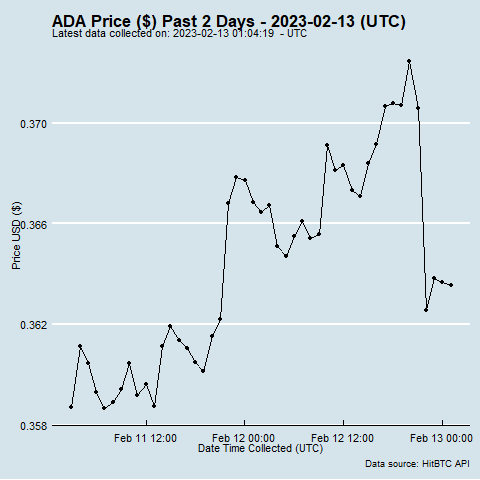 ADA Price ($) Past 2 Days - 2023-02-13 (UTC)
Latest data collected on: 2023-02-13 01:04:19  - UTC
0.370
0.366
0.362
0.358
Price USD ($)
Feb 11 12:00
Feb 12 00:00
Feb 12 12:00
Feb 13 00:00
Date Time Collected (UTC)
Data source: HitBTC API